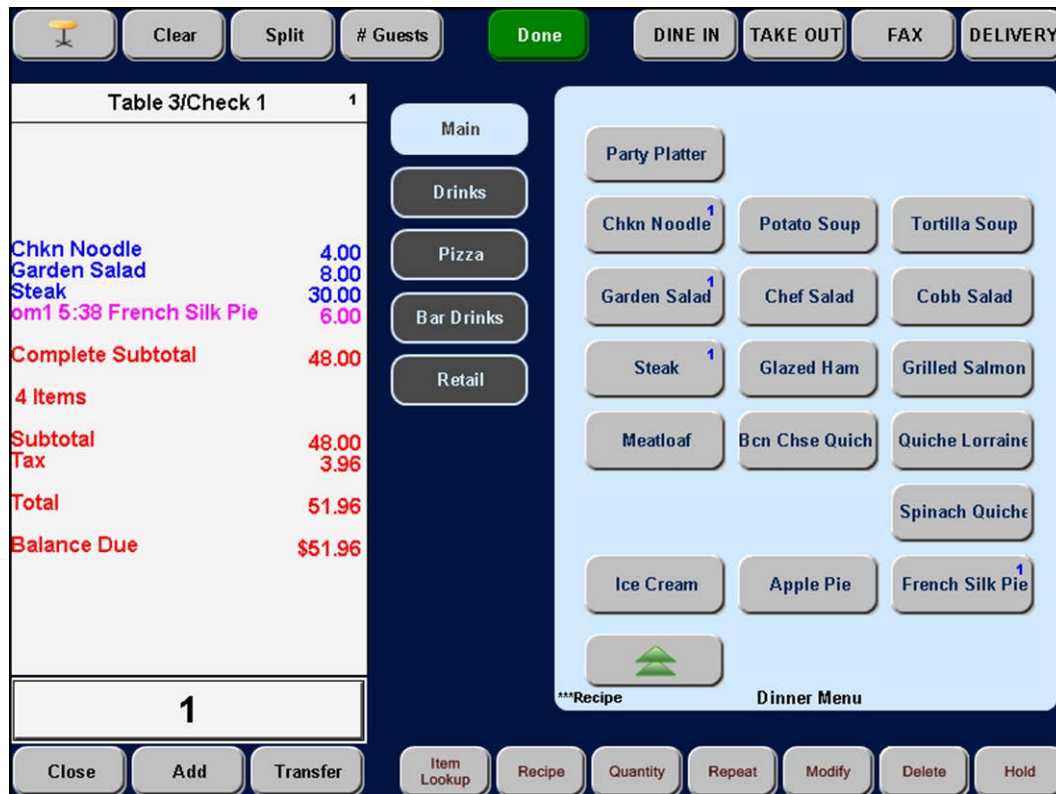 Clear Split # Guests Done DINE IN TAKE OUT FAX DELIVERY
Table 3/Check 1 1
Chkn Noodle 4.00
Garden Salad 8.00
Steak 30.00
om1 5:38 French Silk Pie 6.00
Complete Subtotal 48.00
4 Items
Subtotal 48.00
Tax 3.96
Total 51.96
Balance Due $51.96
1
Close Add Transfer
Main
Drinks
Pizza
Bar Drinks
Retail
Party Platter
Chkn Noodle 1 Potato Soup Tortilla Soup
Garden Salad 1 Chef Salad Cobb Salad
Steak 1 Glazed Ham Grilled Salmon
Meatloaf Bcn Chse Quich Quiche Lorraine
Spinach Quiche
Ice Cream Apple Pie French Silk Pie 1
***Recipe Dinner Menu
Item
Lookup
Recipe Quantity Repeat Modify Delete Hold